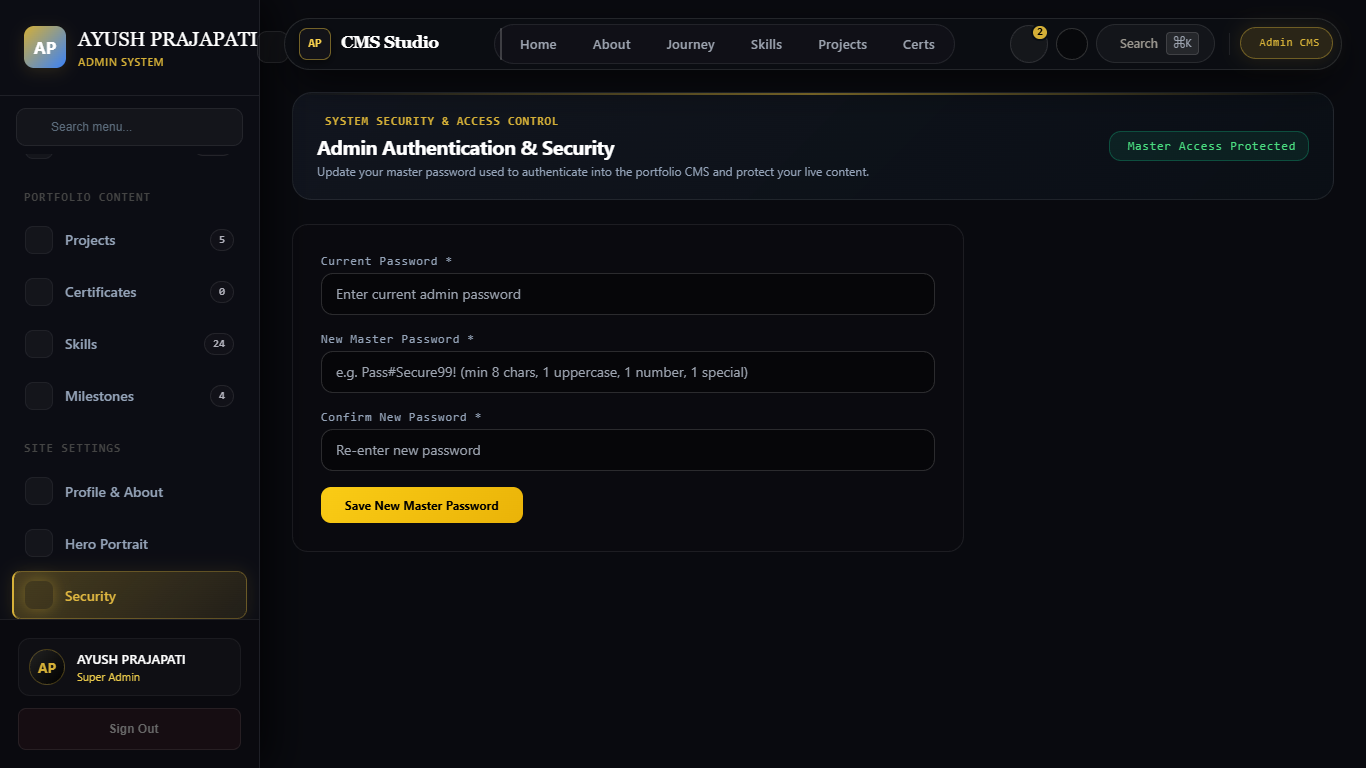 AP
AYUSH PRAJAPATI
ADMIN SYSTEM
Search menu...
PORTFOLIO CONTENT
Projects 5
Certificates 0
Skills 24
Milestones 4
SITE SETTINGS
Profile & About
Hero Portrait
Security
AP
AYUSH PRAJAPATI
Super Admin
Sign Out
AP CMS Studio
Home About Journey Skills Projects Certs
2
Search ⌘K
Admin CMS
SYSTEM SECURITY & ACCESS CONTROL
Admin Authentication & Security
Update your master password used to authenticate into the portfolio CMS and protect your live content.
Master Access Protected
Current Password *
Enter current admin password
New Master Password *
e.g. Pass#Secure99! (min 8 chars, 1 uppercase, 1 number, 1 special)
Confirm New Password *
Re-enter new password
Save New Master Password